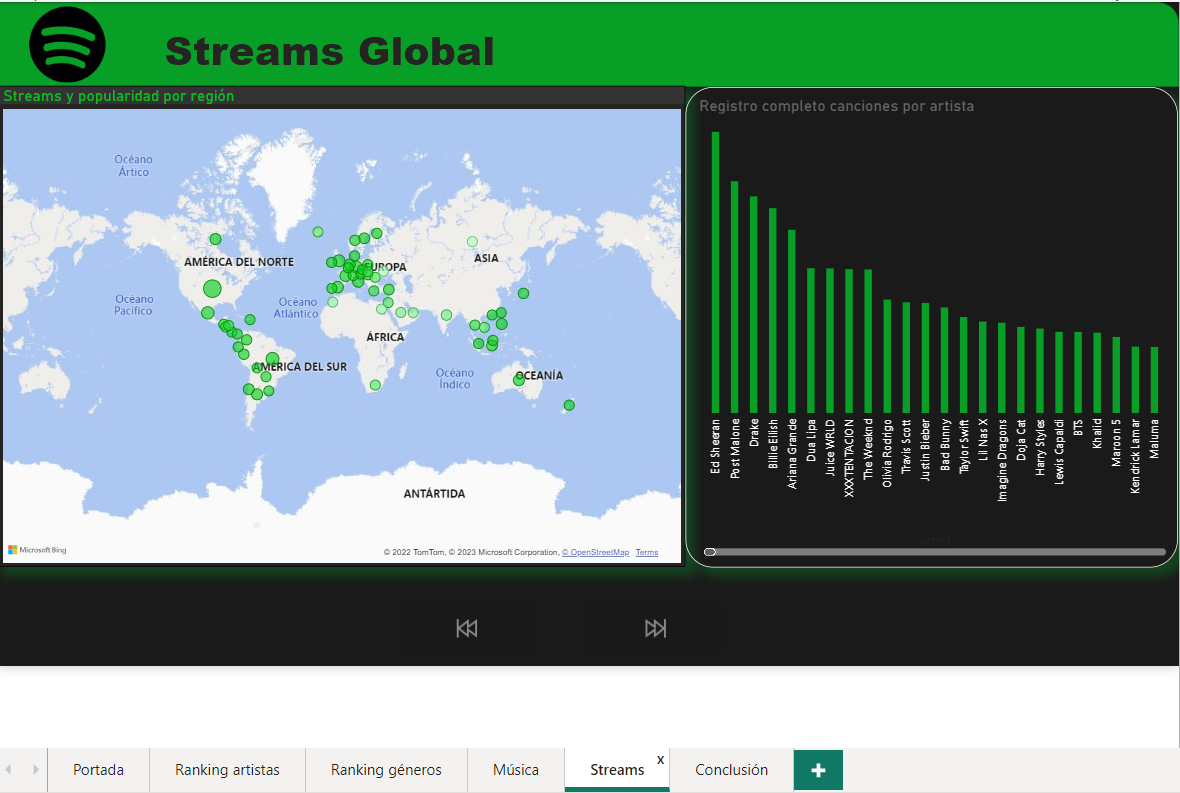 Streams Global
Streams y popularidad por región
Océano
Ártico
AMÉRICA DEL NORTE
EUROPA
ASIA
Océano
Pacífico
Océano
Atlántico
ÁFRICA
AMÉRICA DEL SUR
Océano
Índico
OCEANÍA
ANTÁRTIDA
Microsoft Bing
© 2022 TomTom, © 2023 Microsoft Corporation, © OpenStreetMap Terms
Registro completo canciones por artista
Ed Sheeran
Post Malone
Drake
Billie Eilish
Ariana Grande
Dua Lipa
Juice WRLD
XXXTENTACION
The Weeknd
Olivia Rodrigo
Travis Scott
Justin Bieber
Bad Bunny
Taylor Swift
Lil Nas X
Imagine Dragons
Doja Cat
Harry Styles
Lewis Capaldi
BTS
Khalid
Maroon 5
Kendrick Lamar
Maluma
artist
Portada
Ranking artistas
Ranking géneros
Música
Streams
x
Conclusión
+